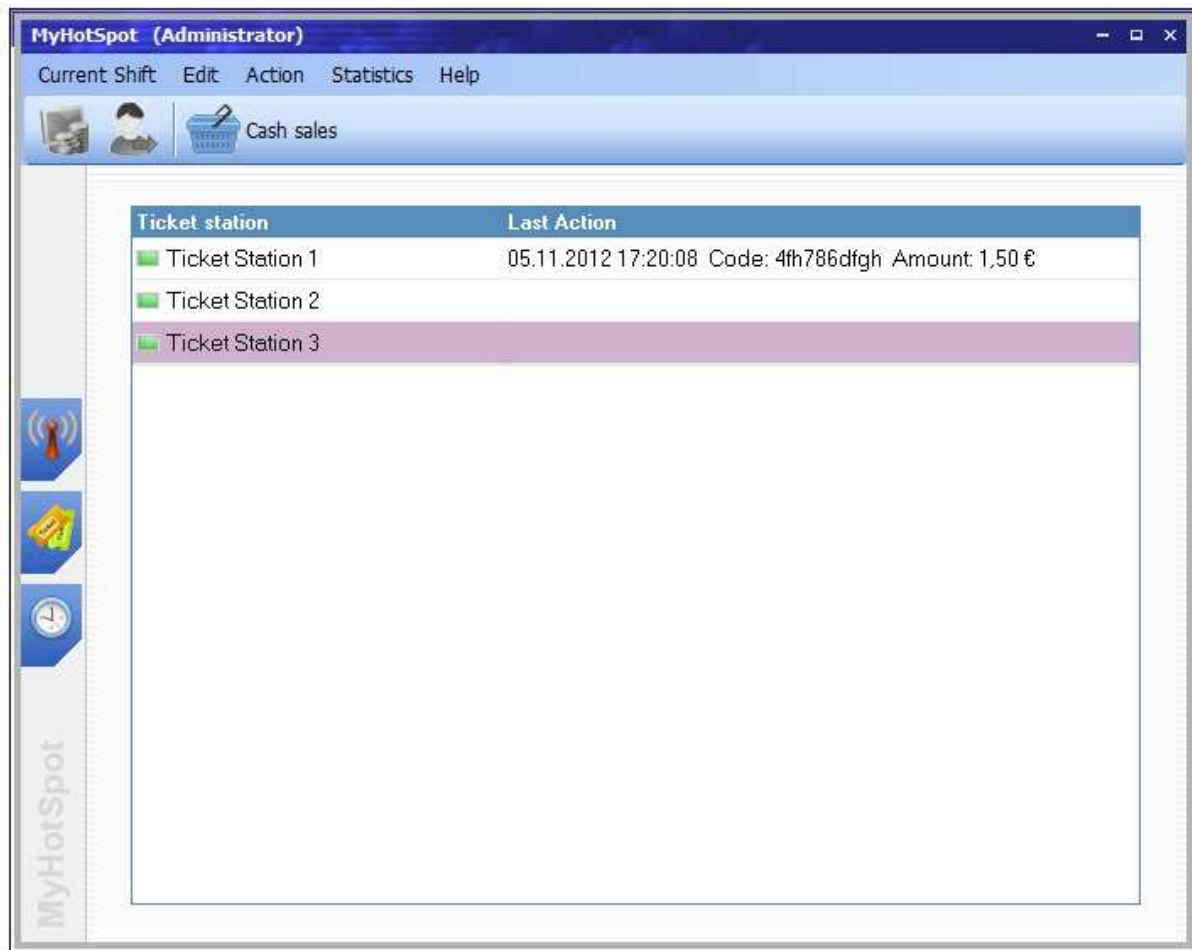 MyHotSpot (Administrator)
Current Shift Edit Action Statistics Help
Cash sales
Ticket station Last Action
Ticket Station 1 05.11.2012 17:20:08 Code: 4fh786dfgh Amount: 1,50 €
Ticket Station 2
Ticket Station 3
MyHotSpot